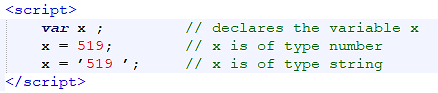 <script>
var x ; // declares the variable x
x = 519; // x is of type number
x = ’519 ’; // x is of type string
</script>